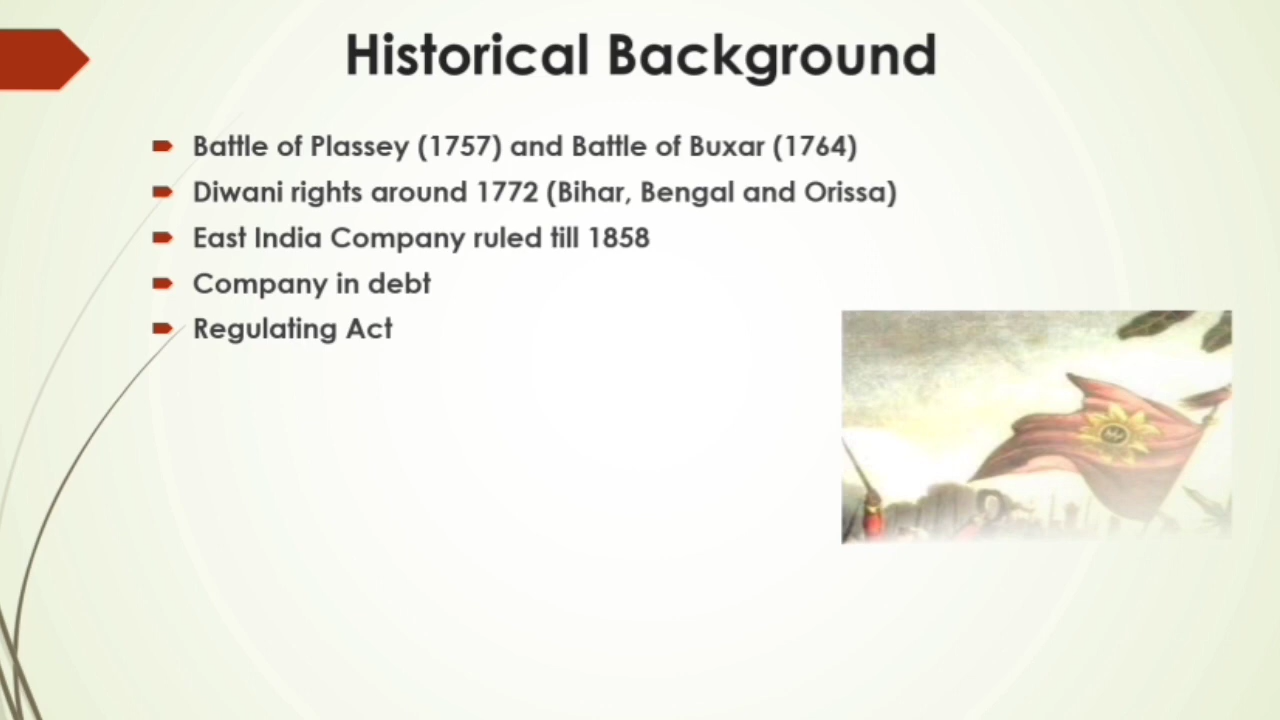 Historical Background
Battle of Plassey (1757) and Battle of Buxar (1764)
Diwani rights around 1772 (Bihar, Bengal and Orissa)
East India Company ruled till 1858
Company in debt
Regulating Act